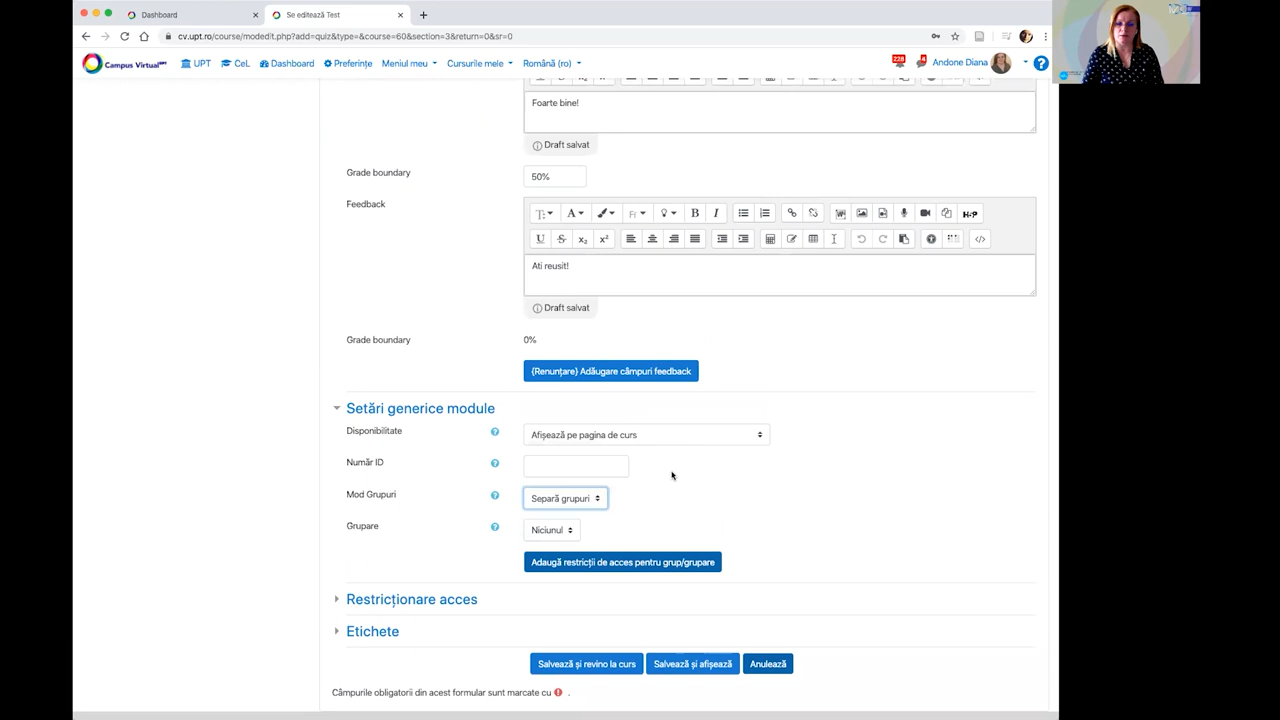 Dashboard
Se editează Test
cv.upt.ro/course/modedit.php?add=quiz&type=&course=60&section=3&return=0&sr=0
Campus Virtual
UPT
CeL
Dashboard
Preferințe
Meniul meu
Cursurile mele
Română (ro)
228
Andone Diana
Foarte bine!
Draft salvat
Grade boundary
50%
Feedback
H-P
Ati reusit!
Draft salvat
Grade boundary
0%
{Renunțare} Adăugare câmpuri feedback
Setări generice module
Disponibilitate
Afișează pe pagina de curs
Număr ID
Mod Grupuri
Separă grupuri
Grupare
Niciunul
Adaugă restricții de acces pentru grup/grupare
Restricționare acces
Etichete
Salvează și revino la curs
Salvează și afișează
Anulează
Câmpurile obligatorii din acest formular sunt marcate cu .